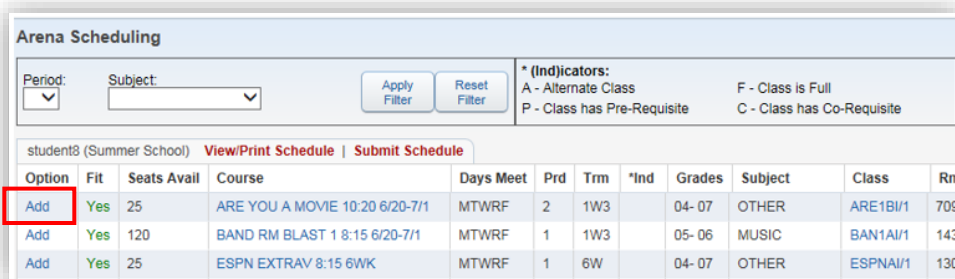 Arena Scheduling
Period: Subject: Apply Filter Reset Filter
* (Ind)icators:
A - Alternate Class F - Class is Full
P - Class has Pre-Requisite C - Class has Co-Requisite
student8 (Summer School) View/Print Schedule | Submit Schedule
Option Fit Seats Avail Course Days Meet Prd Trm *Ind Grades Subject Class Rm
Add Yes 25 ARE YOU A MOVIE 10:20 6/20-7/1 MTWRF 2 1W3 04- 07 OTHER ARE1BI/1 709
Add Yes 120 BAND RM BLAST 1 8:15 6/20-7/1 MTWRF 1 1W3 05- 06 MUSIC BAN1AI/1 143
Add Yes 25 ESPN EXTRAV 8:15 6WK MTWRF 1 6W 04- 07 OTHER ESPNAI/1 130